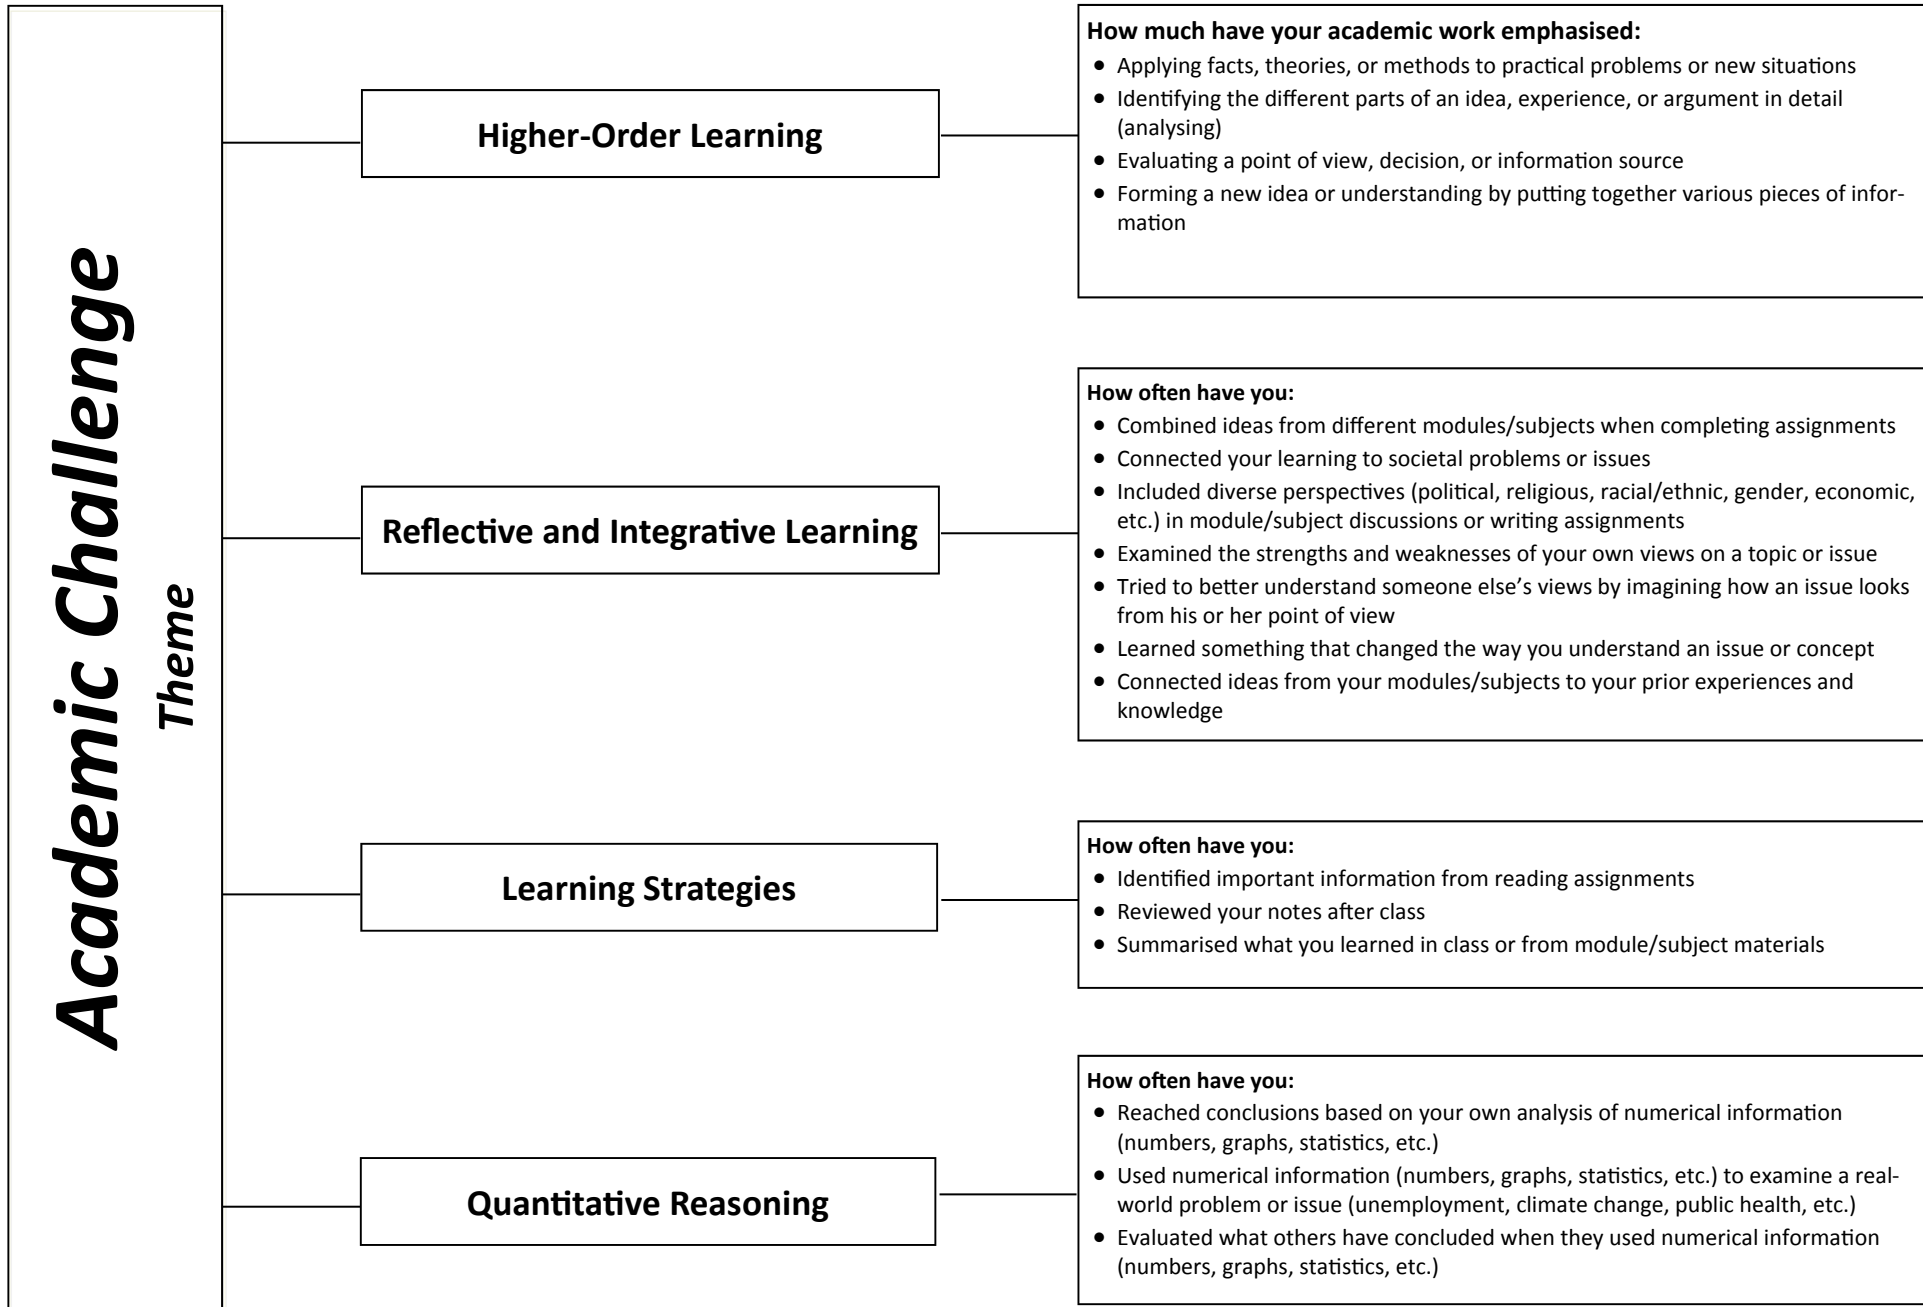 Academic Challenge
Theme
Higher-Order Learning
How much have your academic work emphasised:
• Applying facts, theories, or methods to practical problems or new situations
• Identifying the different parts of an idea, experience, or argument in detail
(analysing)
• Evaluating a point of view, decision, or information source
• Forming a new idea or understanding by putting together various pieces of infor-
mation
Reflective and Integrative Learning
How often have you:
• Combined ideas from different modules/subjects when completing assignments
• Connected your learning to societal problems or issues
• Included diverse perspectives (political, religious, racial/ethnic, gender, economic,
etc.) in module/subject discussions or writing assignments
• Examined the strengths and weaknesses of your own views on a topic or issue
• Tried to better understand someone else’s views by imagining how an issue looks
from his or her point of view
• Learned something that changed the way you understand an issue or concept
• Connected ideas from your modules/subjects to your prior experiences and
knowledge
Learning Strategies
How often have you:
• Identified important information from reading assignments
• Reviewed your notes after class
• Summarised what you learned in class or from module/subject materials
Quantitative Reasoning
How often have you:
• Reached conclusions based on your own analysis of numerical information
(numbers, graphs, statistics, etc.)
• Used numerical information (numbers, graphs, statistics, etc.) to examine a real-
world problem or issue (unemployment, climate change, public health, etc.)
• Evaluated what others have concluded when they used numerical information
(numbers, graphs, statistics, etc.)